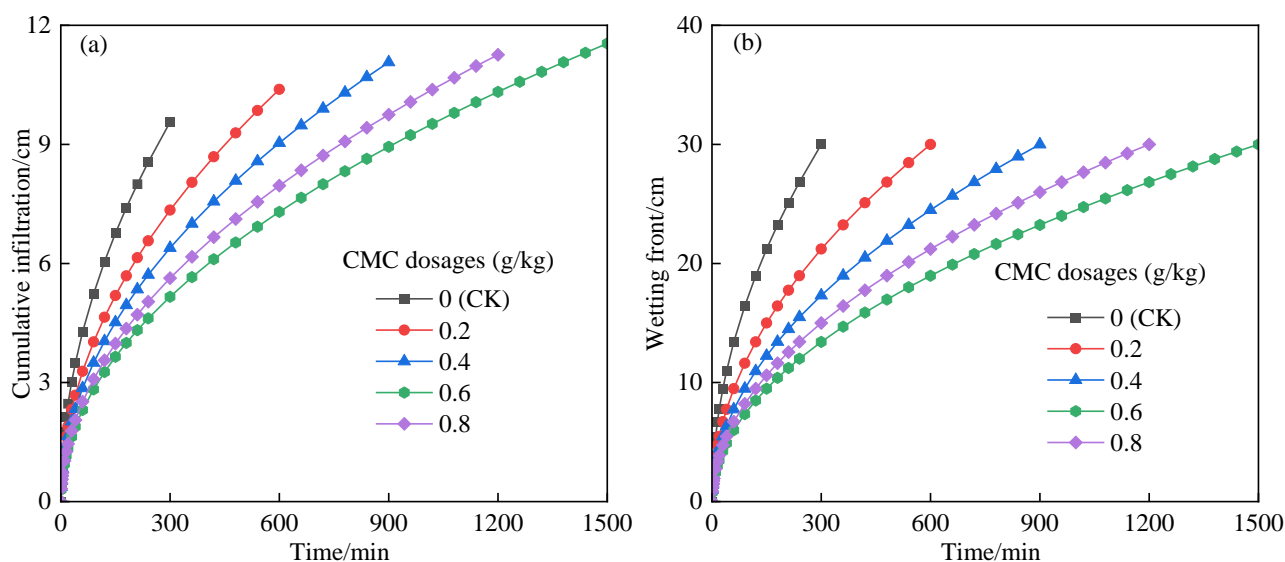 (a)
Cumulative infiltration/cm
12
9
6
3
0
CMC dosages (g/kg)
0 (CK)
0.2
0.4
0.6
0.8
0 300 600 900 1200 1500
Time/min
(b)
Wetting front/cm
40
30
20
10
0
CMC dosages (g/kg)
0 (CK)
0.2
0.4
0.6
0.8
0 300 600 900 1200 1500
Time/min